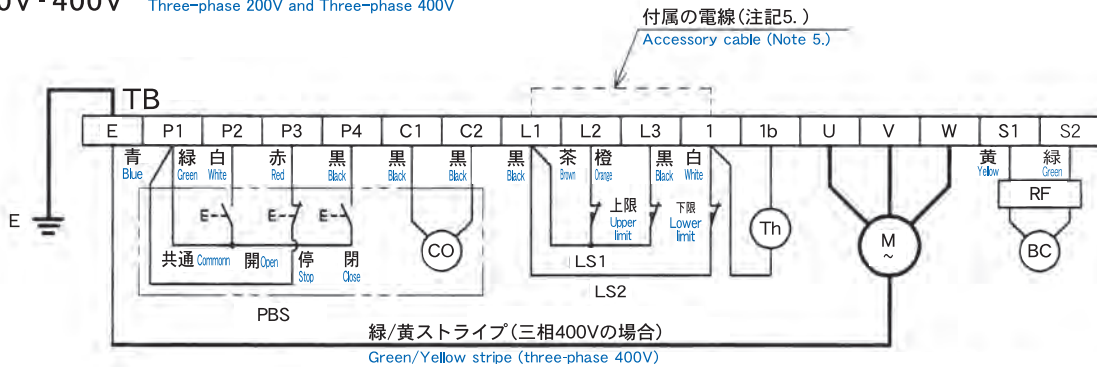 0V-400V Three-phase 200V and Three-phase 400V
付属の電線(注記5.)
Accessory cable (Note 5.)
TB
E P1 P2 P3 P4 C1 C2 L1 L2 L3 1 1b U V W S1 S2
青 緑 白 赤 黒 黒 黒 黒 茶 橙 黒 白 黄 緑
Blue Green White Red Black Black Black Black Brown Orange Black White Yellow Green
RF
E
E E E
上限 下限
Upper limit Lower limit
Th
M
~
CO
BC
共通 Commorn 開 Open 停 閉
Stop Close
LS1
LS2
PBS
緑/黄ストライプ(三相400Vの場合)
Green/Yellow stripe (three-phase 400V)